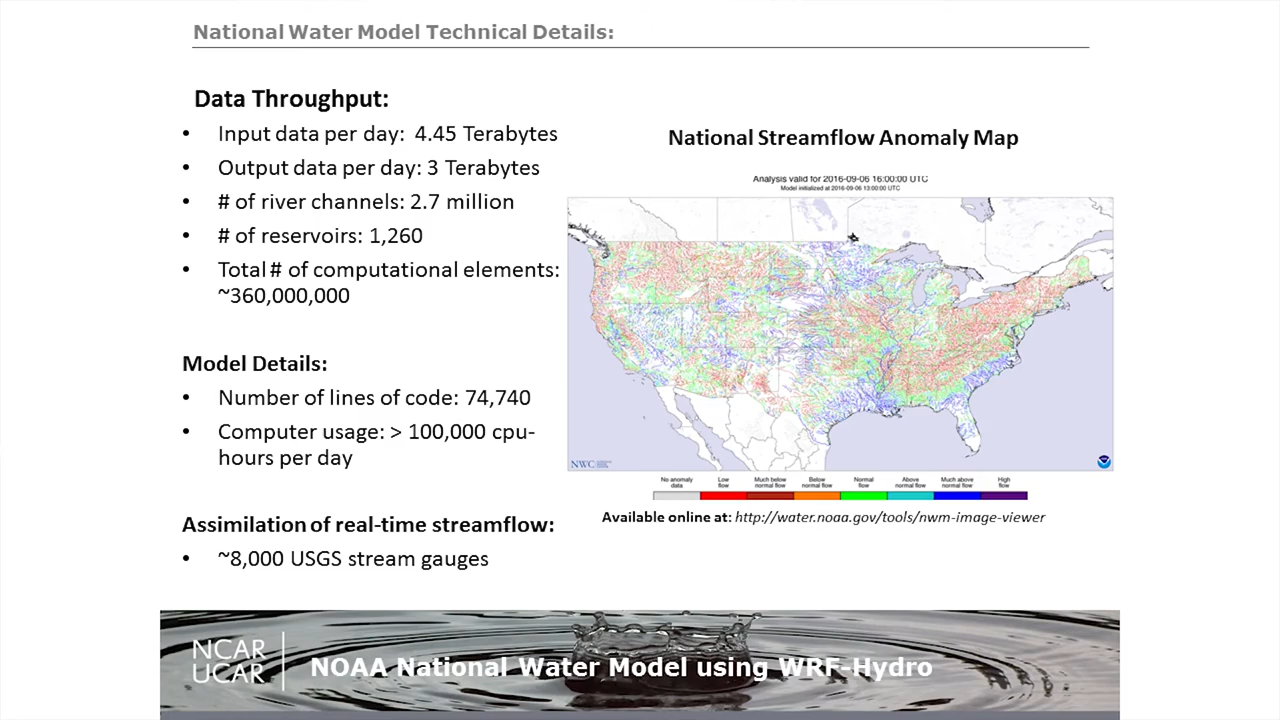 National Water Model Technical Details:
Data Throughput:
• Input data per day: 4.45 Terabytes
• Output data per day: 3 Terabytes
• # of river channels: 2.7 million
• # of reservoirs: 1,260
• Total # of computational elements:
~360,000,000
Model Details:
• Number of lines of code: 74,740
• Computer usage: > 100,000 cpu-
hours per day
Assimilation of real-time streamflow:
• ~8,000 USGS stream gauges
National Streamflow Anomaly Map
Analysis valid for 2016-09-06 16:00:00 UTC
Model initialized at 2016-09-06 13:00:00 UTC
NWC
No anomaly data
Low flow
Much below normal flow
Below normal flow
Normal flow
Above normal flow
Much above normal flow
High flow
Available online at: http://water.noaa.gov/tools/nwm-image-viewer
NCAR
UCAR
NOAA National Water Model using WRF-Hydro